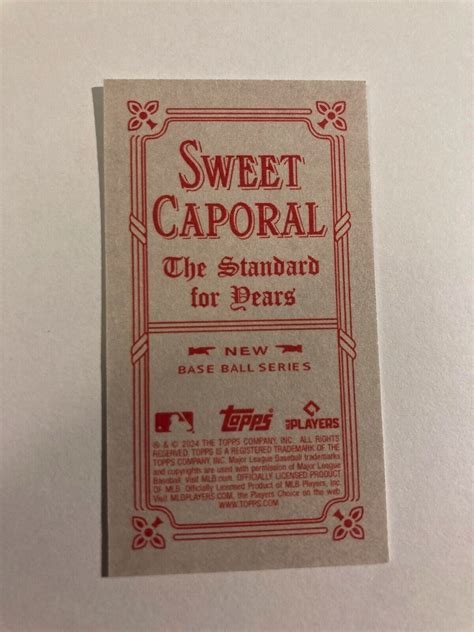 SWEET
CAPORAL
The Standard
for Years
NEW
BASE BALL SERIES
topps
MLB PLAYERS
® & © 2024 THE TOPPS COMPANY, INC. ALL RIGHTS
RESERVED. TOPPS IS A REGISTERED TRADEMARK OF THE
TOPPS COMPANY, INC. Major League Baseball trademarks
and copyrights are used with permission of Major League
Baseball. Visit MLB.com. OFFICIALLY LICENSED PRODUCT
OF MLB. Officially Licensed Product of MLB Players, Inc.
Visit MLBPLAYERS.COM, the Players Choice on the web.
WWW.TOPPS.COM